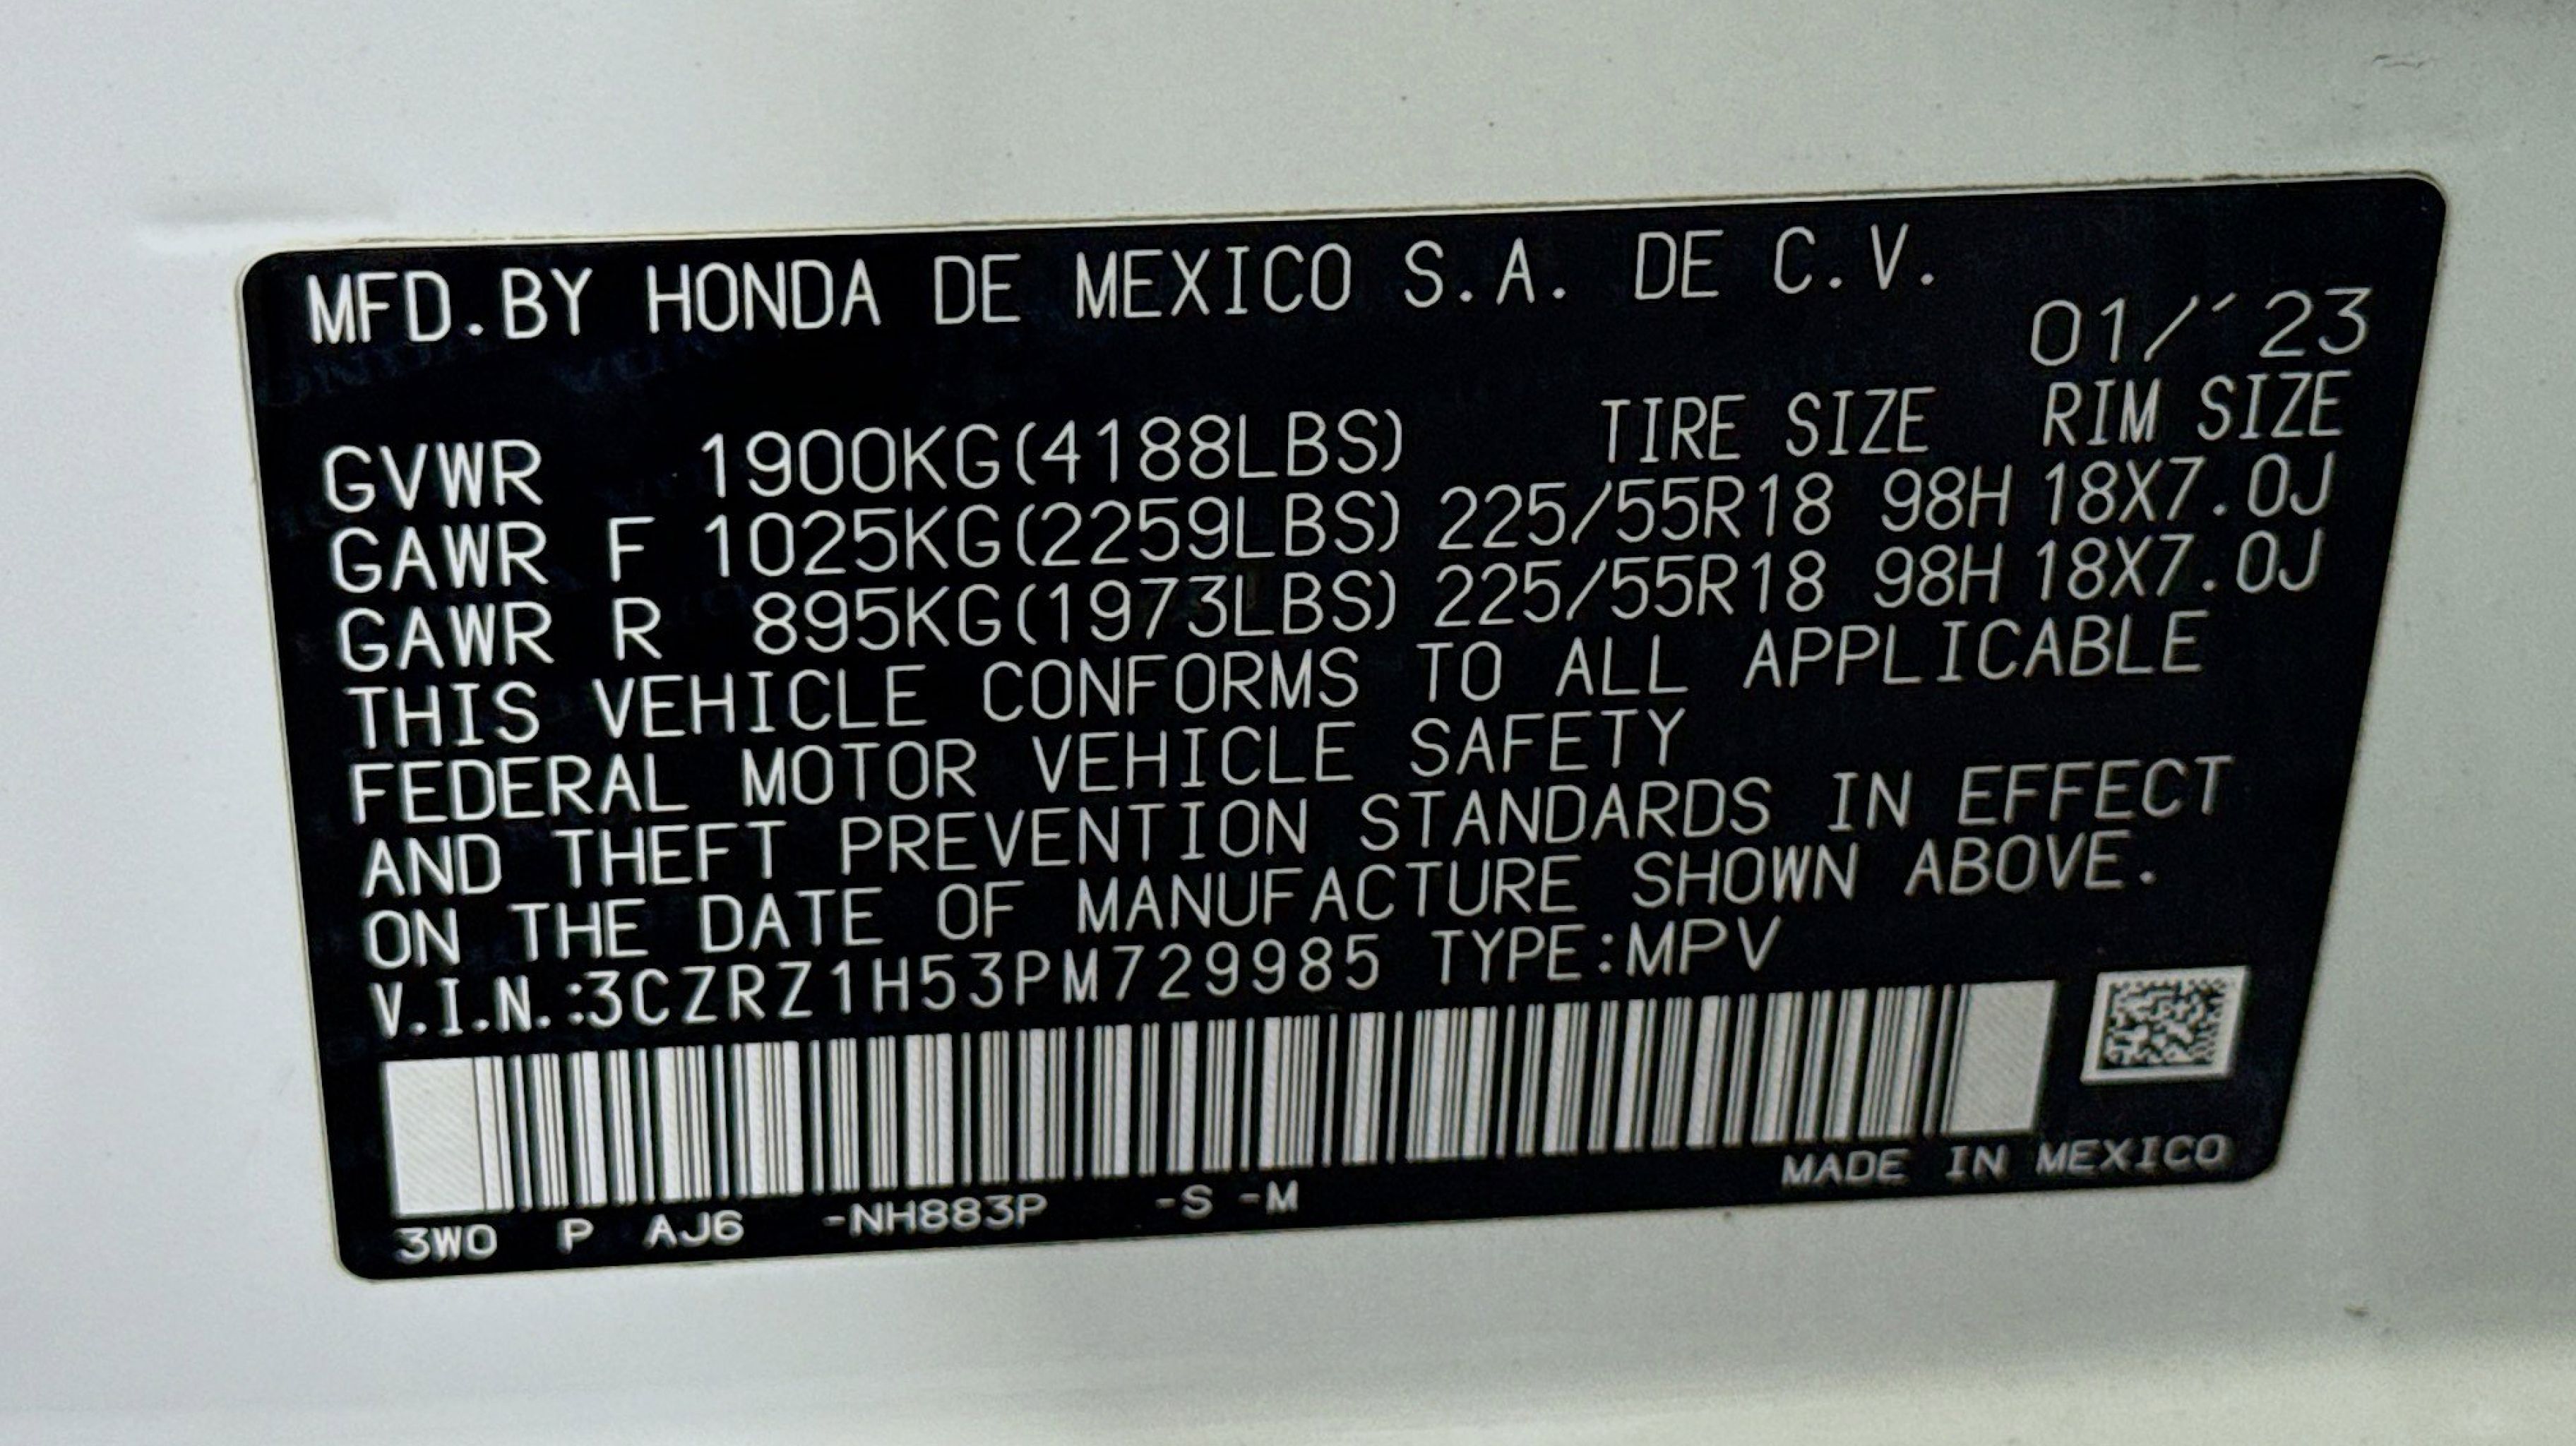 MFD.BY HONDA DE MEXICO S.A. DE C.V.
01/'23
GVWR 1900KG(4188LBS) TIRE SIZE RIM SIZE
GAWR F 1025KG(2259LBS) 225/55R18 98H 18X7.0J
GAWR R 895KG(1973LBS) 225/55R18 98H 18X7.0J
THIS VEHICLE CONFORMS TO ALL APPLICABLE
FEDERAL MOTOR VEHICLE SAFETY
AND THEFT PREVENTION STANDARDS IN EFFECT
ON THE DATE OF MANUFACTURE SHOWN ABOVE.
V.I.N.:3CZRZ1H53PM729985 TYPE:MPV
MADE IN MEXICO
3W0 P AJ6 -NH883P -S -M